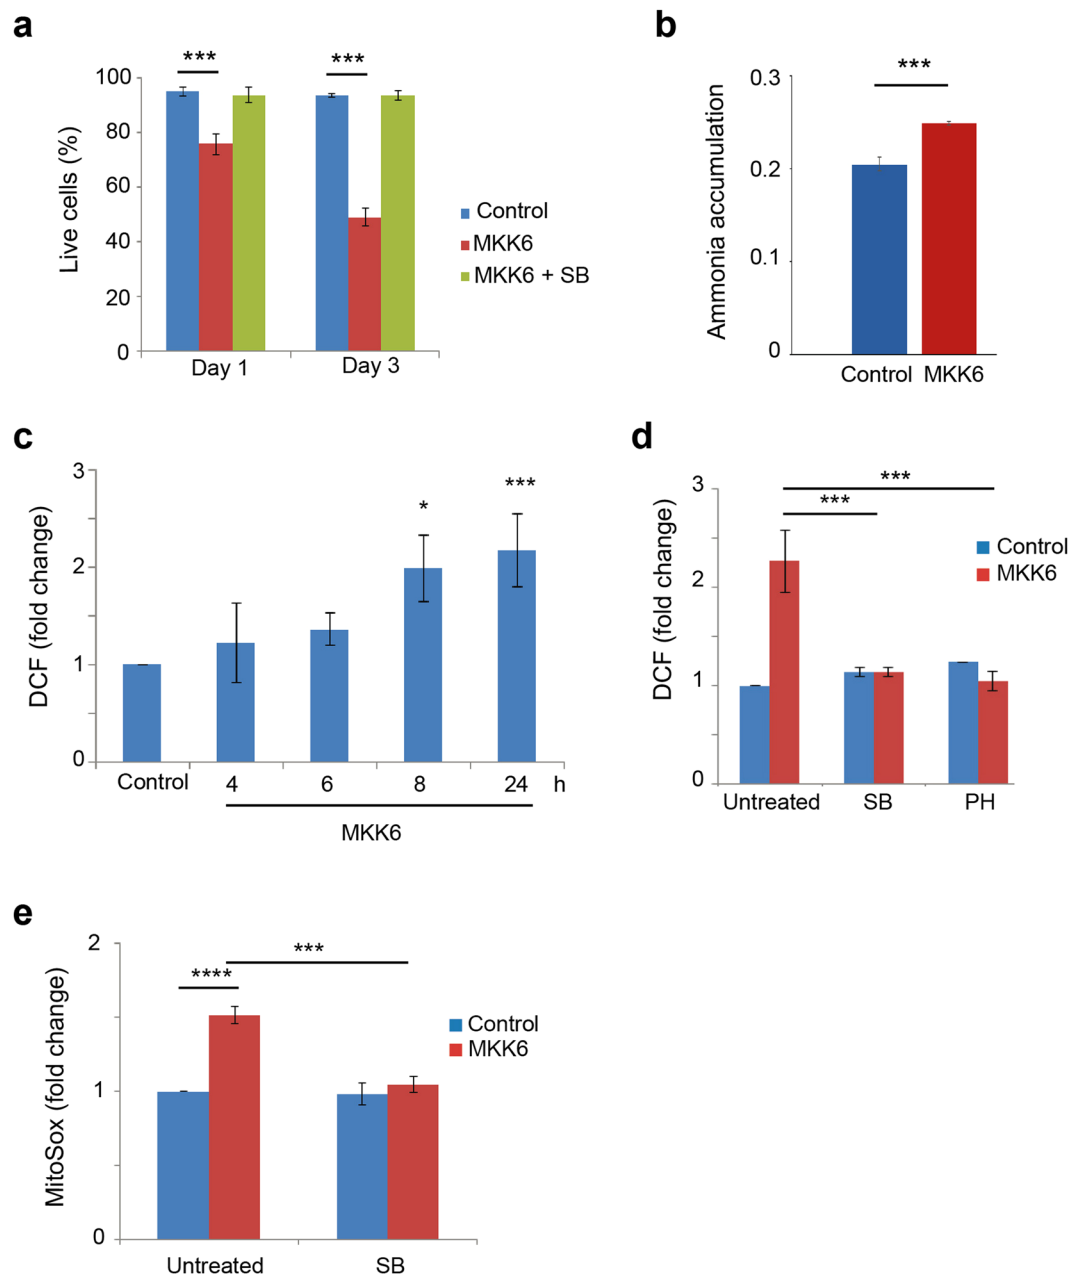 a
***
***
100
80
60
40
20
0
Live cells (%)
Day 1
Day 3
Control
MKK6
MKK6 + SB
b
***
0.3
0.2
0.1
0
Ammonia accumulation
Control MKK6
c
3
2
1
0
DCF (fold change)
*
***
Control 4 6 8 24 h
MKK6
d
***
***
3
2
1
0
DCF (fold change)
Control
MKK6
Untreated SB PH
e
***
****
2
1
0
MitoSox (fold change)
Control
MKK6
Untreated SB